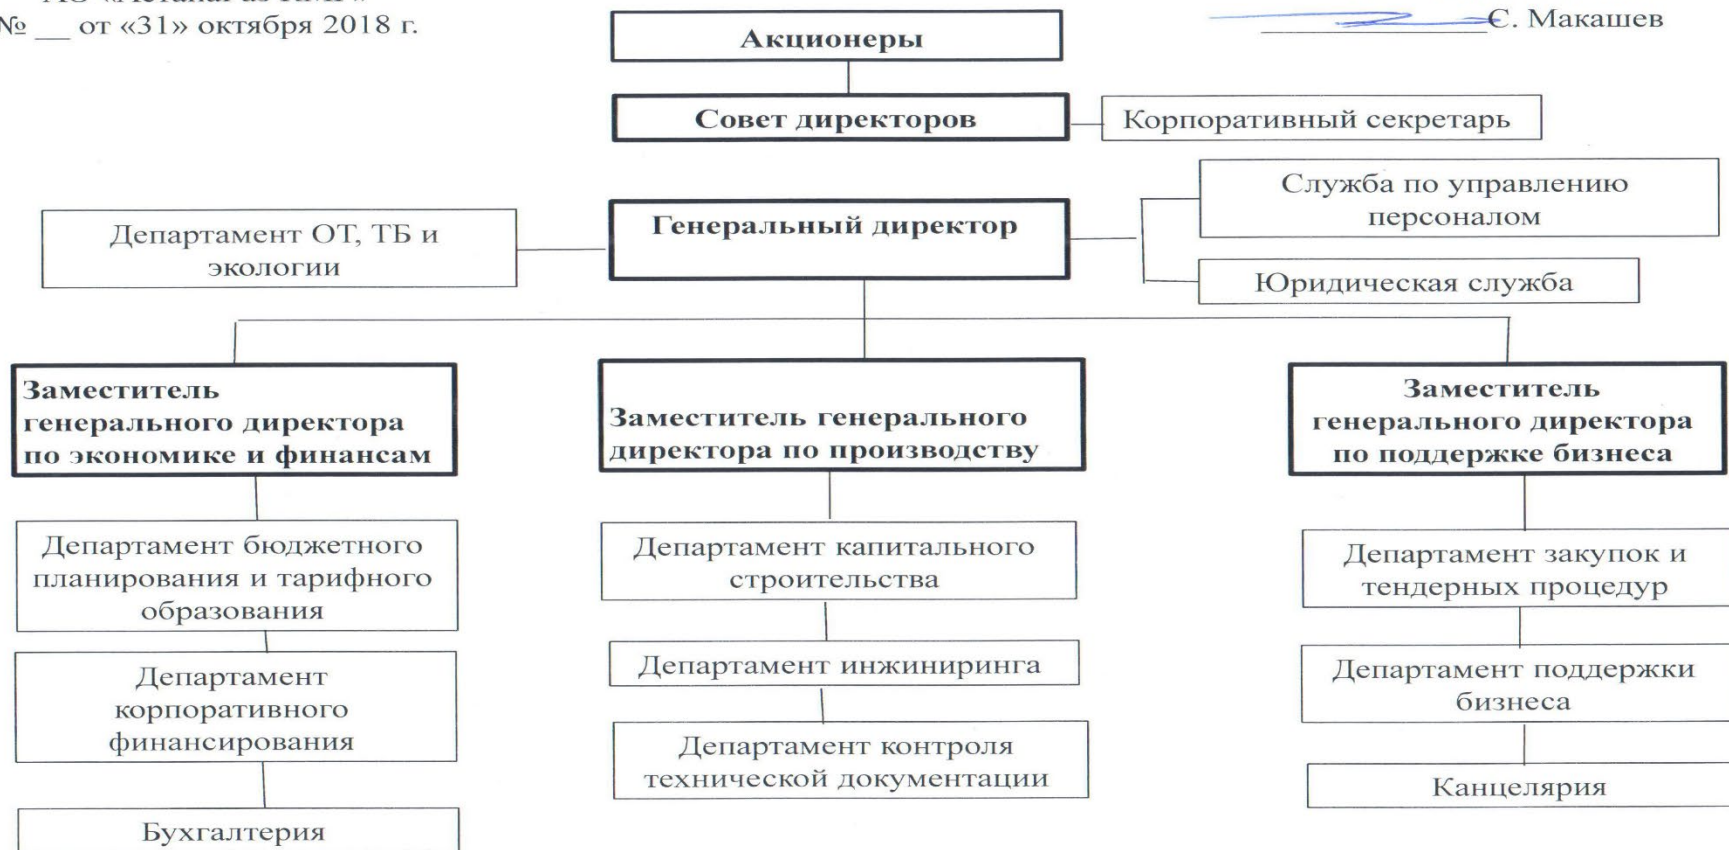 № __ от «31» октября 2018 г.
С. Макашев
Акционеры
Совет директоров
Корпоративный секретарь
Служба по управлению
персоналом
Департамент ОТ, ТБ и
экологии
Генеральный директор
Юридическая служба
Заместитель
генерального директора
по экономике и финансам
Заместитель генерального
директора по производству
Заместитель
генерального директора
по поддержке бизнеса
Департамент бюджетного
планирования и тарифного
образования
Департамент капитального
строительства
Департамент закупок и
тендерных процедур
Департамент
корпоративного
финансирования
Департамент инжиниринга
Департамент поддержки
бизнеса
Департамент контроля
технической документации
Канцелярия
Бухгалтерия